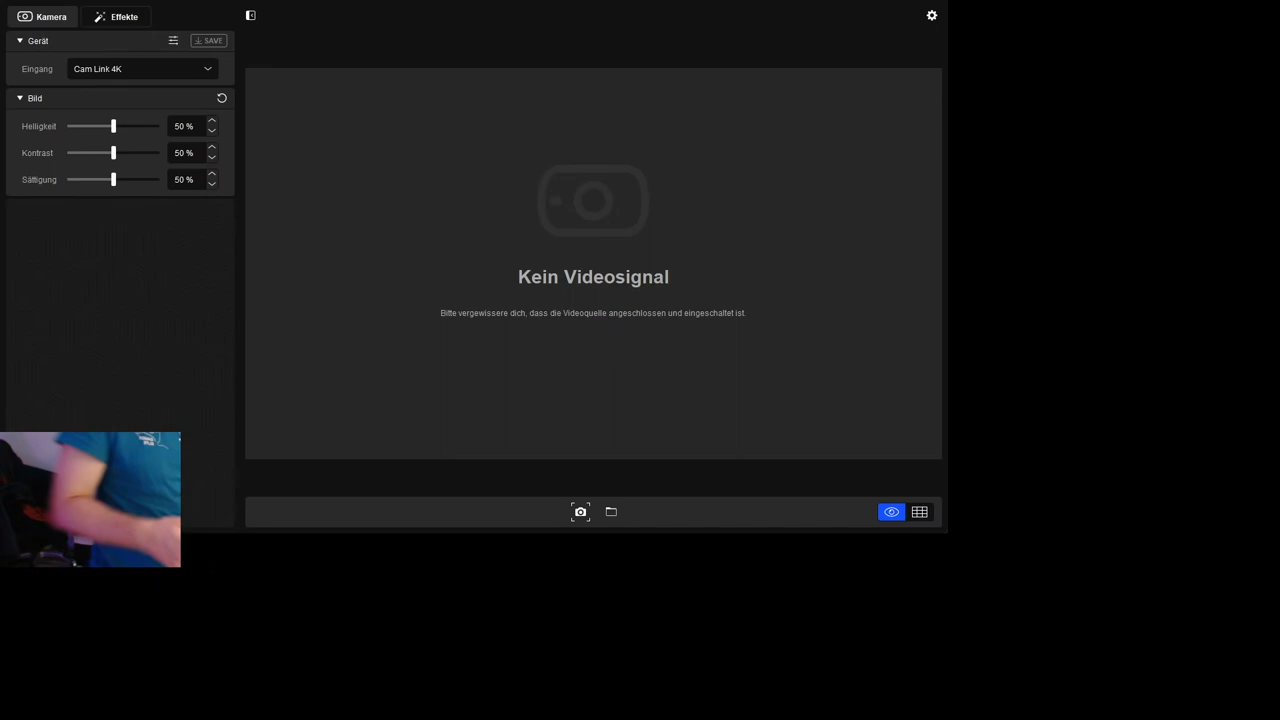 Kamera
Effekte
Gerät
SAVE
Eingang
Cam Link 4K
Bild
Helligkeit
50 %
Kontrast
50 %
Sättigung
50 %
Kein Videosignal
Bitte vergewissere dich, dass die Videoquelle angeschlossen und eingeschaltet ist.